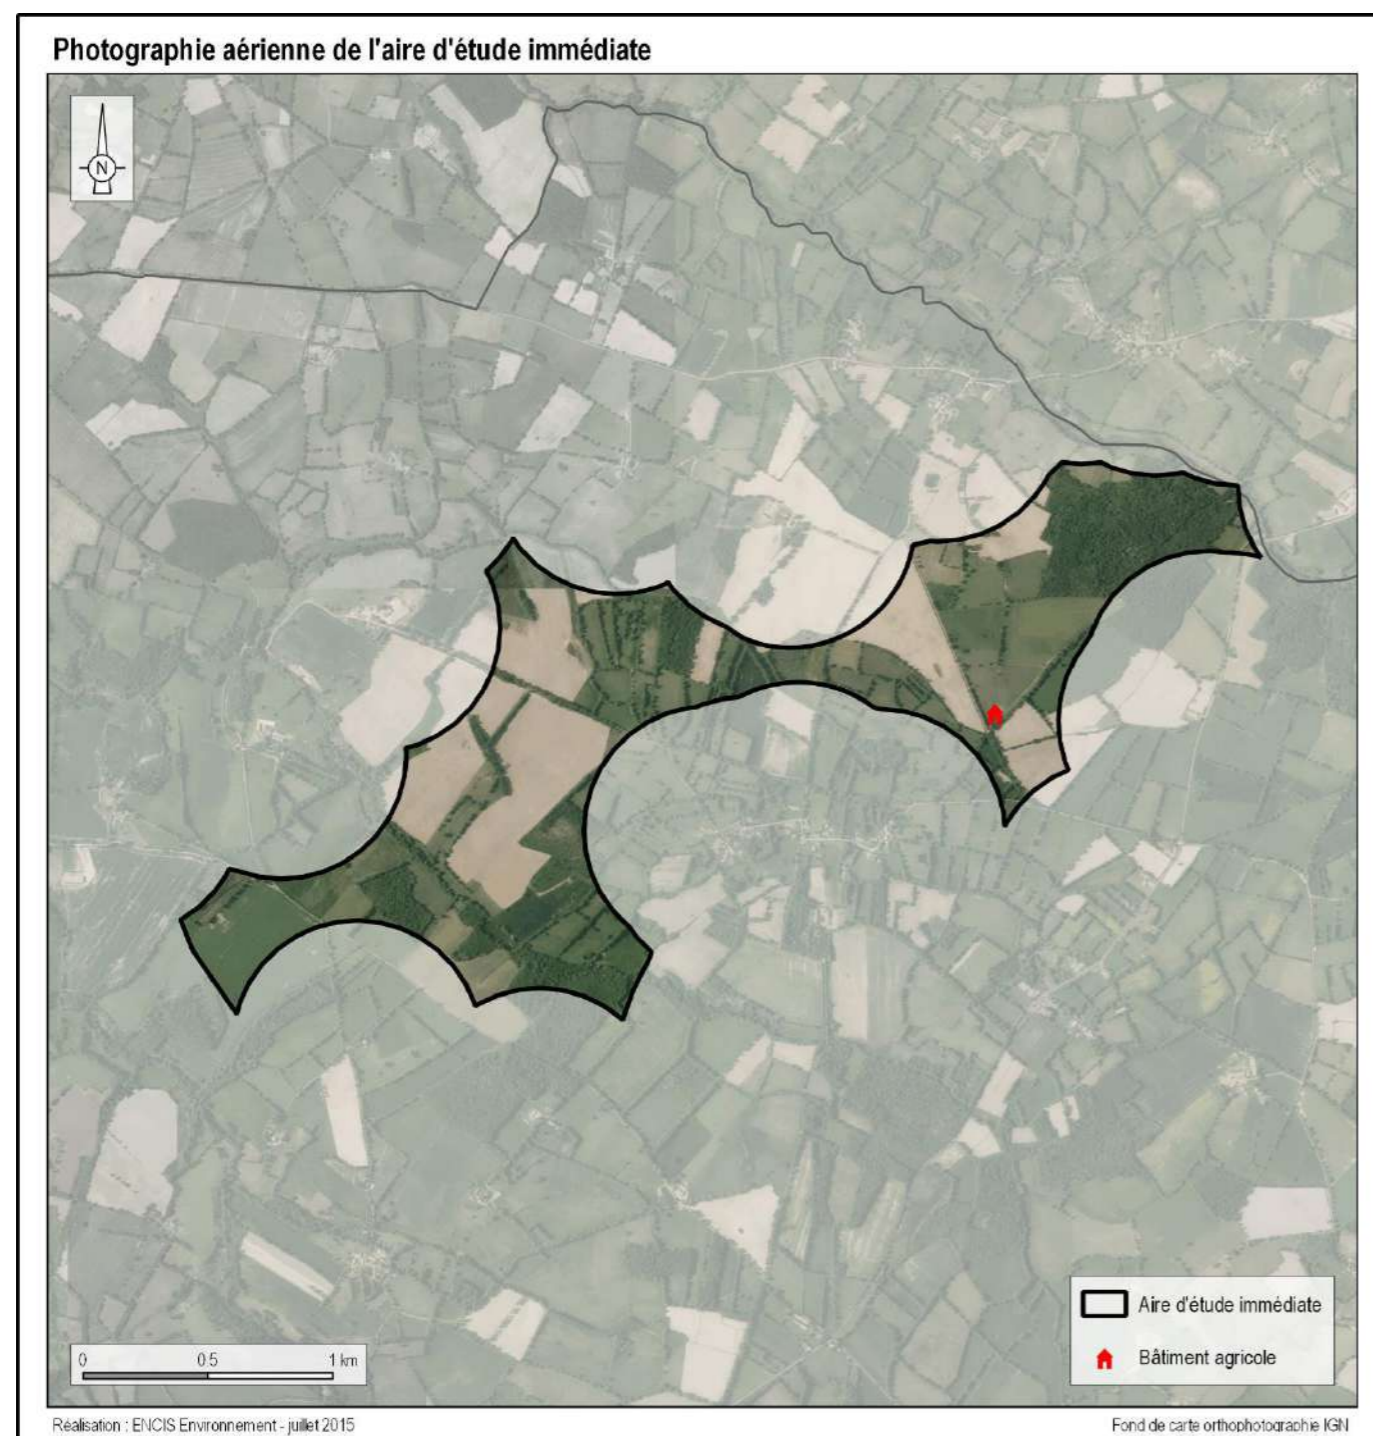 Photographie aérienne de l'aire d'étude immédiate
N
Aire d'étude immédiate
Bâtiment agricole
0 0.5 1 km
Réalisation : ENCIS Environnement - juillet 2015
Fond de carte orthophotographie IGN